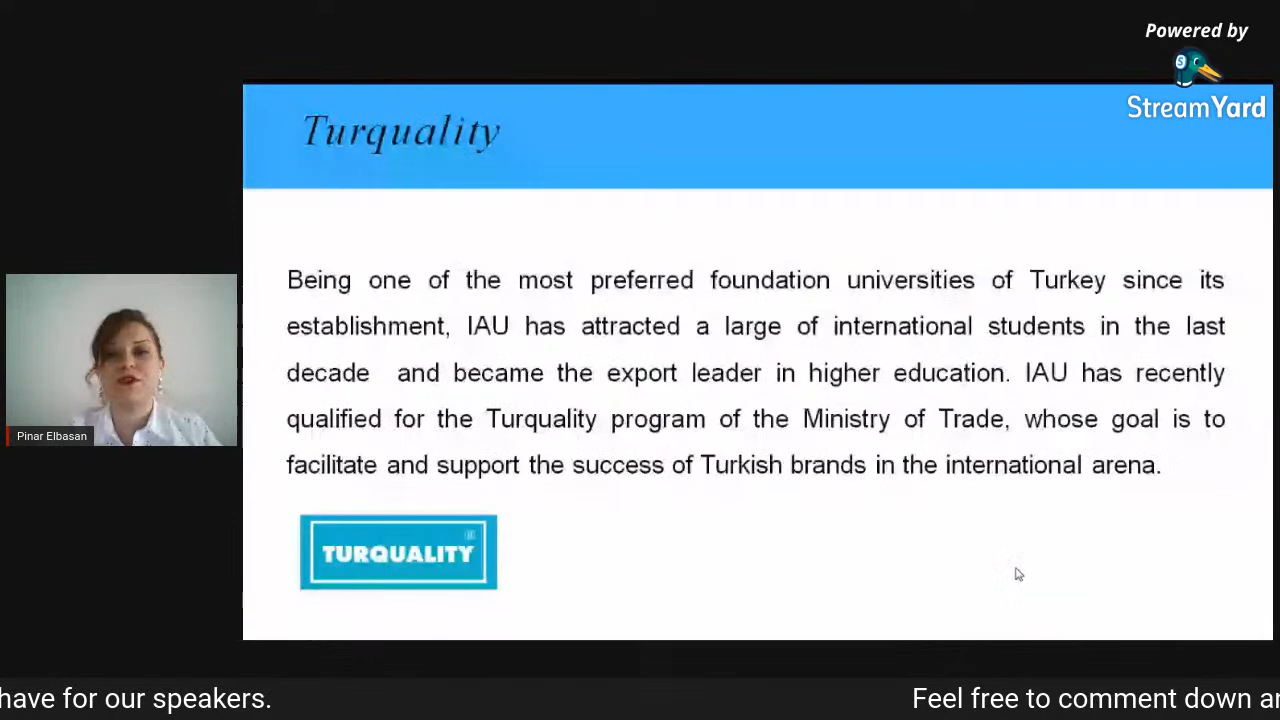 Powered by
StreamYard
Turquality
Being one of the most preferred foundation universities of Turkey since its
establishment, IAU has attracted a large of international students in the last
decade and became the export leader in higher education. IAU has recently
qualified for the Turquality program of the Ministry of Trade, whose goal is to
facilitate and support the success of Turkish brands in the international arena.
Pinar Elbasan
TURQUALITY
have for our speakers.
Feel free to comment down